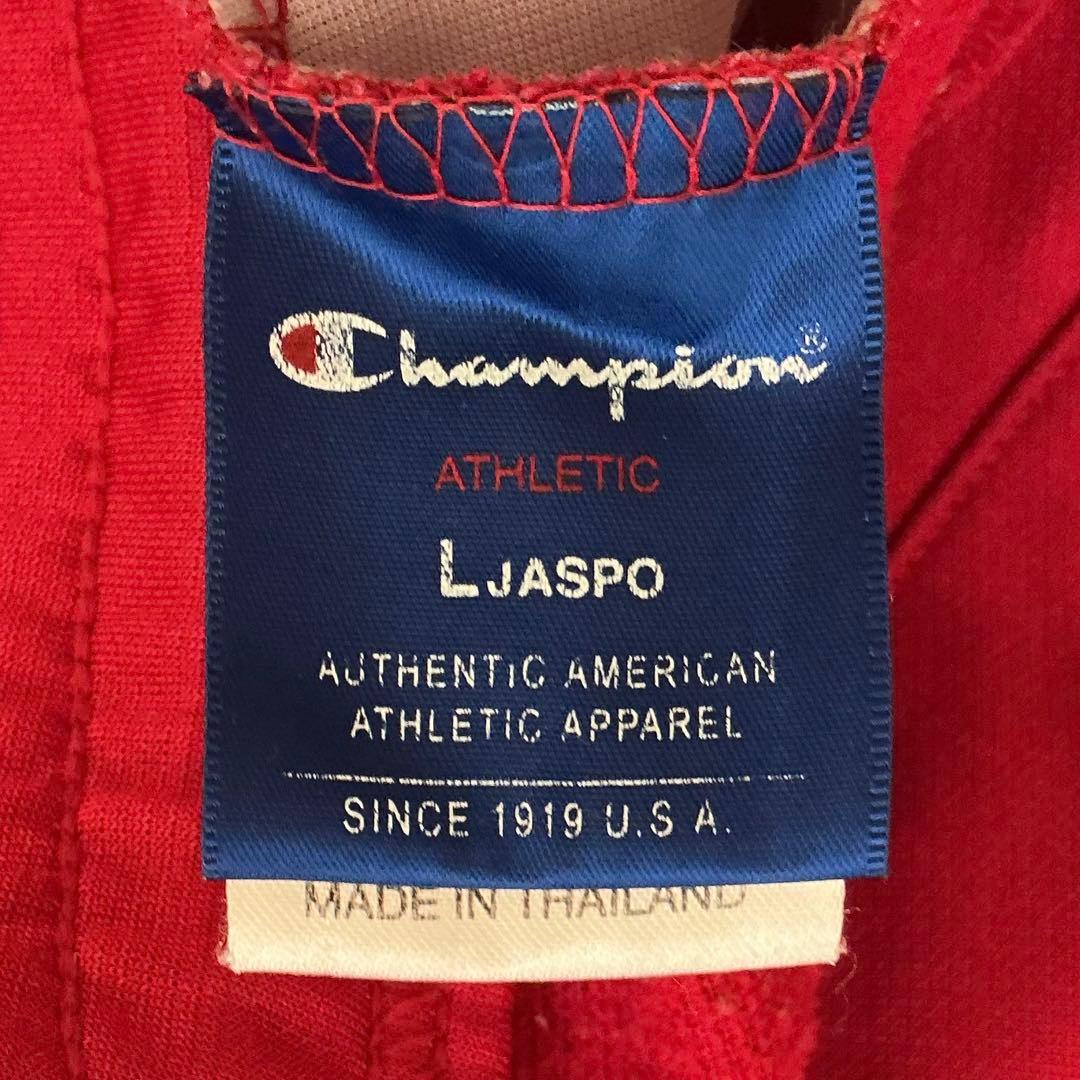 Champion®
ATHLETIC
L JASPO
AUTHENTIC AMERICAN
ATHLETIC APPAREL
SINCE 1919 U.S A.
MADE IN THAILAND